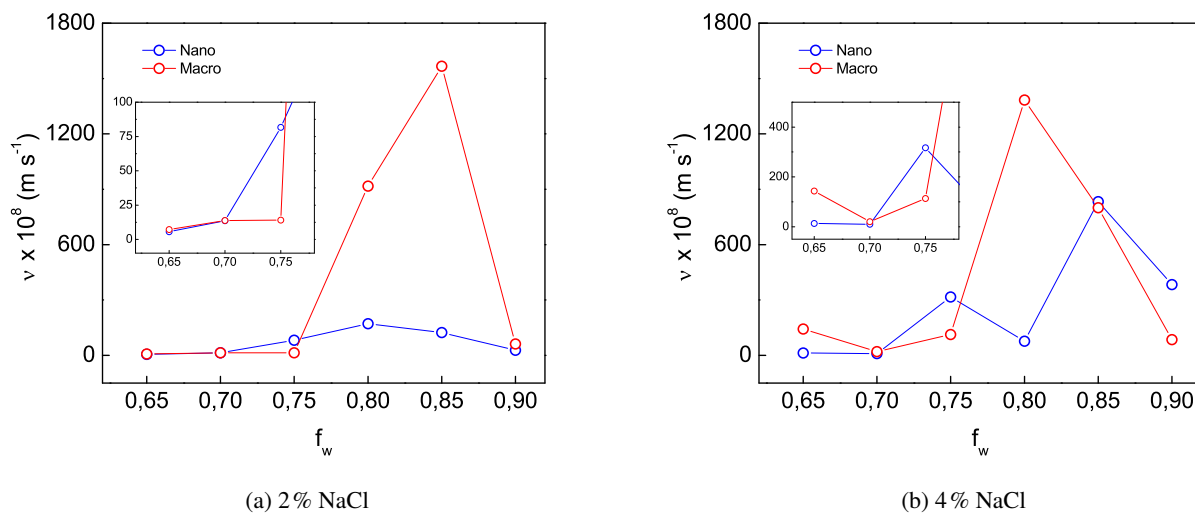 1800
1200
600
0
ν x 10⁸ (m s⁻¹)
Nano
Macro
100
75
50
25
0
0,65 0,70 0,75
0,65 0,70 0,75 0,80 0,85 0,90
f_w
(a) 2% NaCl
1800
1200
600
0
ν x 10⁸ (m s⁻¹)
Nano
Macro
400
200
0
0,65 0,70 0,75
0,65 0,70 0,75 0,80 0,85 0,90
f_w
(b) 4% NaCl